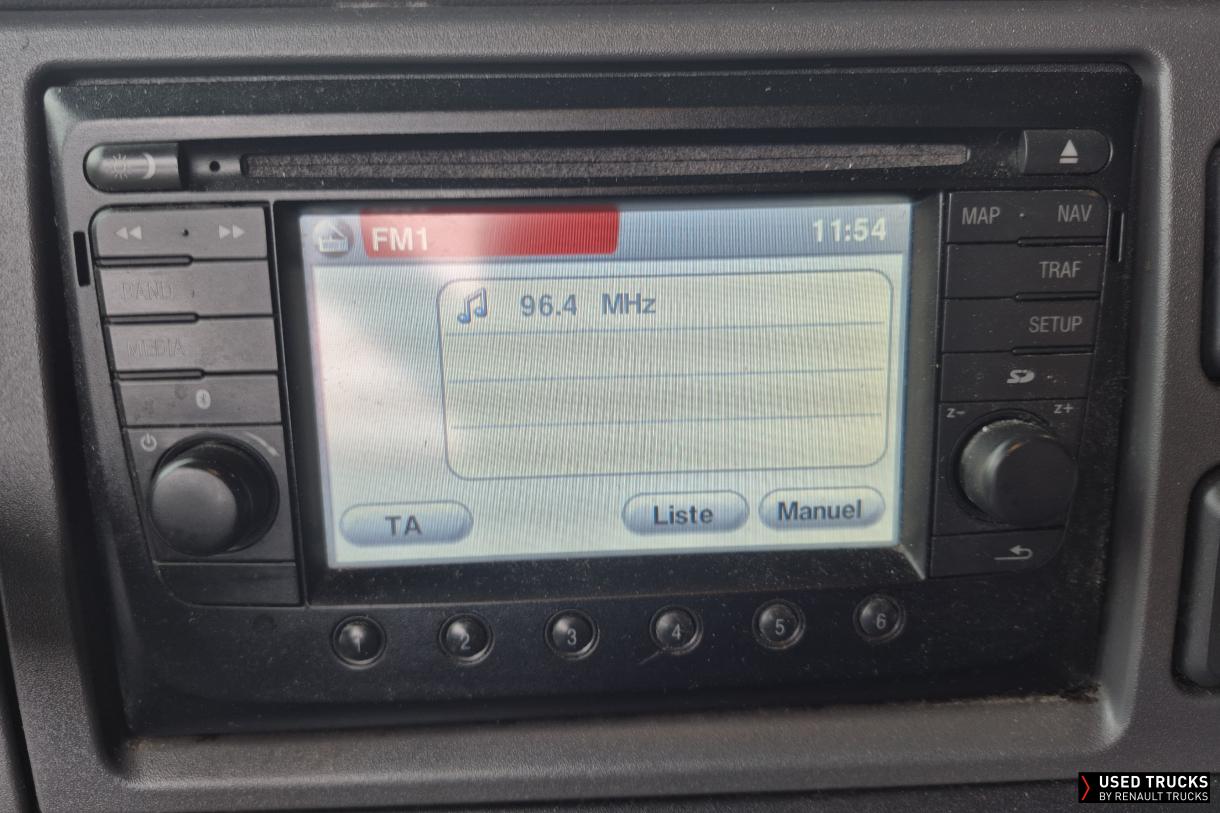 FM1
11:54
96.4 MHz
TA
Liste
Manuel
BAND
MEDIA
MAP · NAV
TRAF
SETUP
z-
z+
1
2
3
4
5
6
USED TRUCKS
BY RENAULT TRUCKS